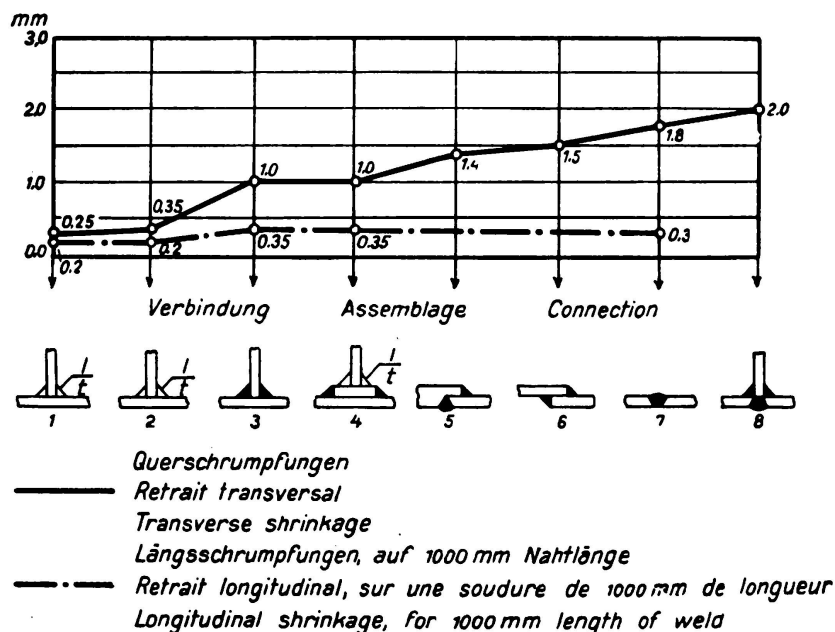 mm
3,0
2.0
1.0
0.0
0.25
0.35
1.0
1.0
1.4
1.5
1.8
2.0
0.2
0.2
0.35
0.35
0.3
Verbindung Assemblage Connection
l/t l/t l/t
1 2 3 4 5 6 7 8
Querschrumpfungen
Retrait transversal
Transverse shrinkage
Längsschrumpfungen, auf 1000 mm Nahtlänge
Retrait longitudinal, sur une soudure de 1000 mm de longueur
Longitudinal shrinkage, for 1000 mm length of weld